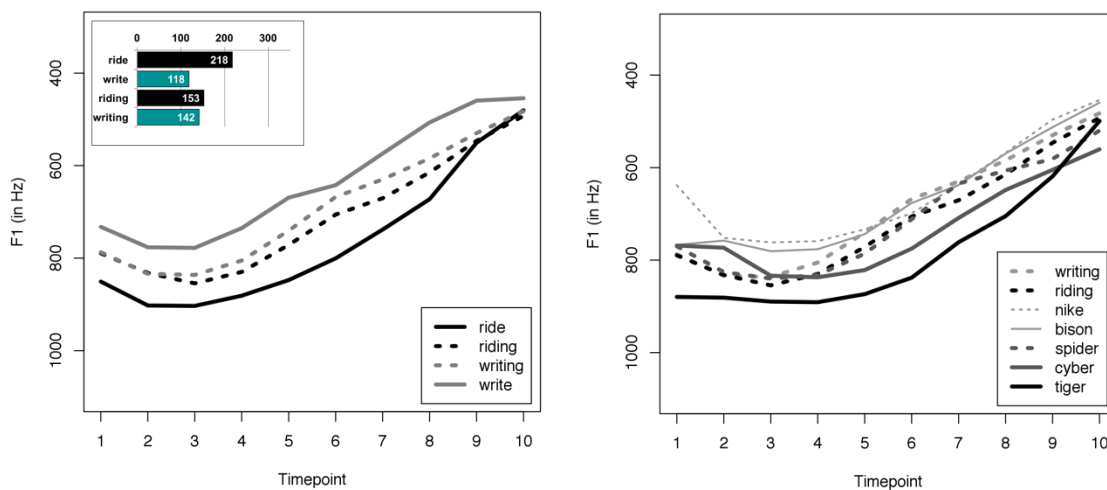 0 100 200 300
ride 218
write 118
riding 153
writing 142
F1 (in Hz)
400
600
800
1000
ride
riding
writing
write
1 2 3 4 5 6 7 8 9 10
Timepoint
F1 (in Hz)
400
600
800
1000
writing
riding
nike
bison
spider
cyber
tiger
1 2 3 4 5 6 7 8 9 10
Timepoint